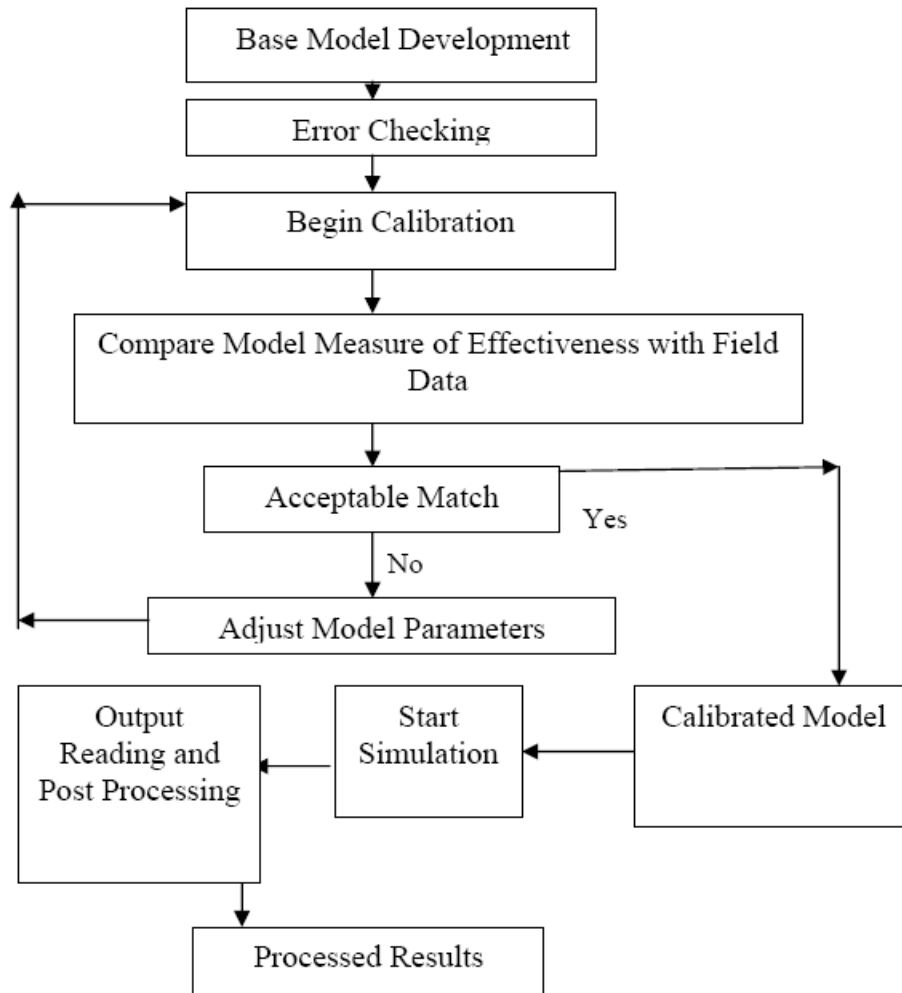 Base Model Development
Error Checking
Begin Calibration
Compare Model Measure of Effectiveness with Field
Data
Acceptable Match
Yes
No
Adjust Model Parameters
Output
Reading and
Post Processing
Start
Simulation
Calibrated Model
Processed Results